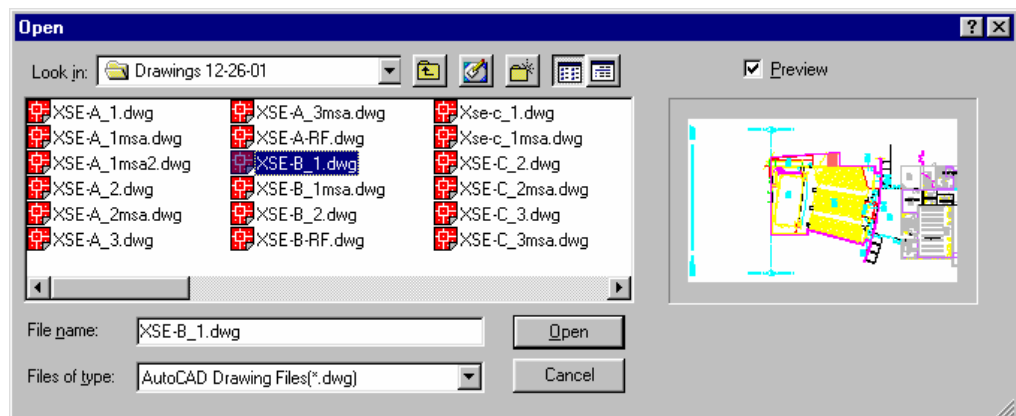 Open
Look in: Drawings 12-26-01
Preview
XSE-A_1.dwg XSE-A_3msa.dwg Xse-c_1.dwg
XSE-A_1msa.dwg XSE-A-RF.dwg Xse-c_1msa.dwg
XSE-A_1msa2.dwg XSE-B_1.dwg XSE-C_2.dwg
XSE-A_2.dwg XSE-B_1msa.dwg XSE-C_2msa.dwg
XSE-A_2msa.dwg XSE-B_2.dwg XSE-C_3.dwg
XSE-A_3.dwg XSE-B-RF.dwg XSE-C_3msa.dwg
File name: XSE-B_1.dwg Open
Files of type: AutoCAD Drawing Files(*.dwg) Cancel